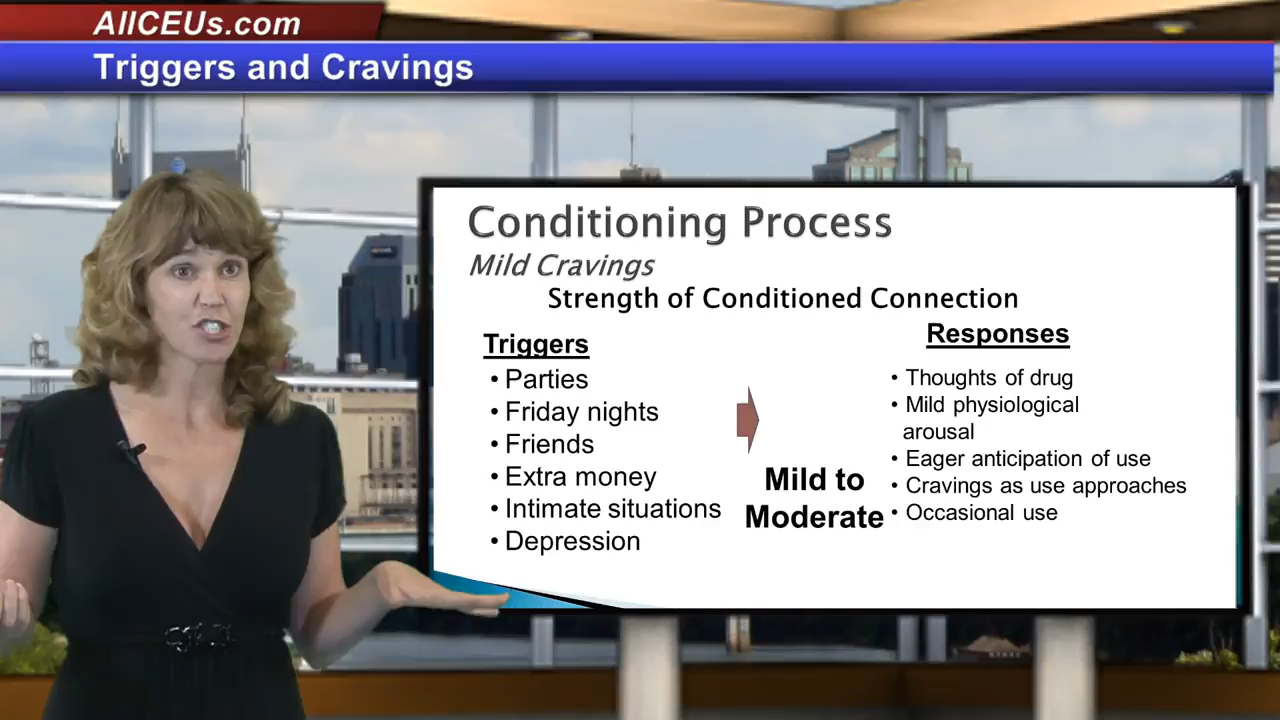 AllCEUs.com
Triggers and Cravings
Conditioning Process
Mild Cravings
Strength of Conditioned Connection
Triggers
• Parties
• Friday nights
• Friends
• Extra money
• Intimate situations
• Depression
Mild to
Moderate
Responses
• Thoughts of drug
• Mild physiological
arousal
• Eager anticipation of use
• Cravings as use approaches
• Occasional use